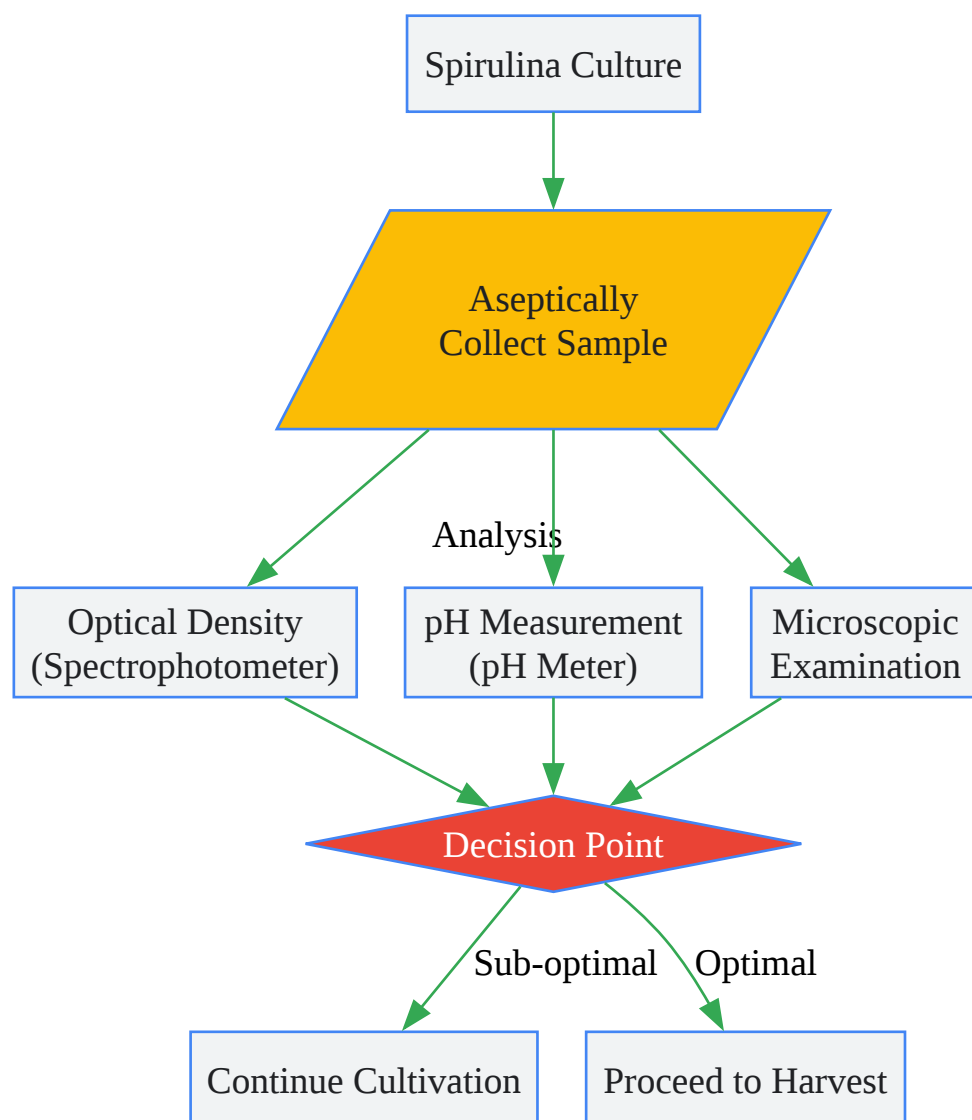 Spirulina Culture
Aseptically
Collect Sample
Analysis
Optical Density
(Spectrophotometer)
pH Measurement
(pH Meter)
Microscopic
Examination
Decision Point
Sub-optimal
Optimal
Continue Cultivation
Proceed to Harvest